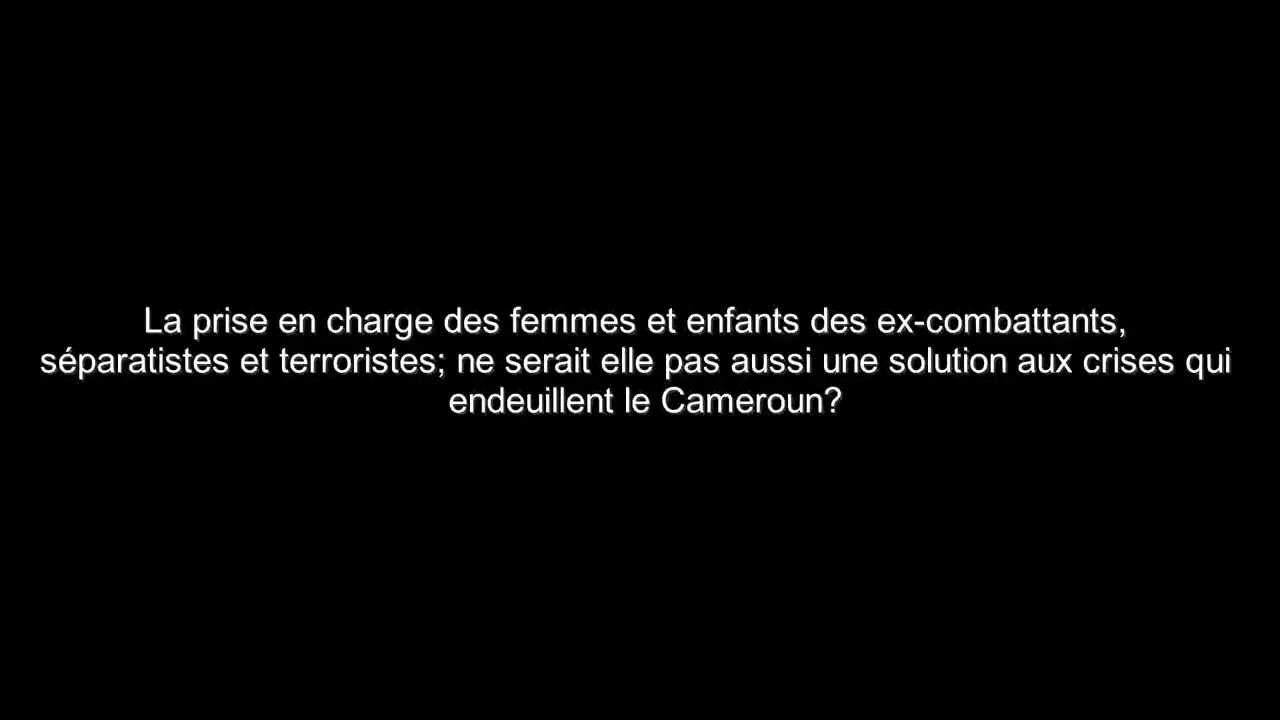 La prise en charge des femmes et enfants des ex-combattants,
séparatistes et terroristes; ne serait elle pas aussi une solution aux crises qui
endeuillent le Cameroun?